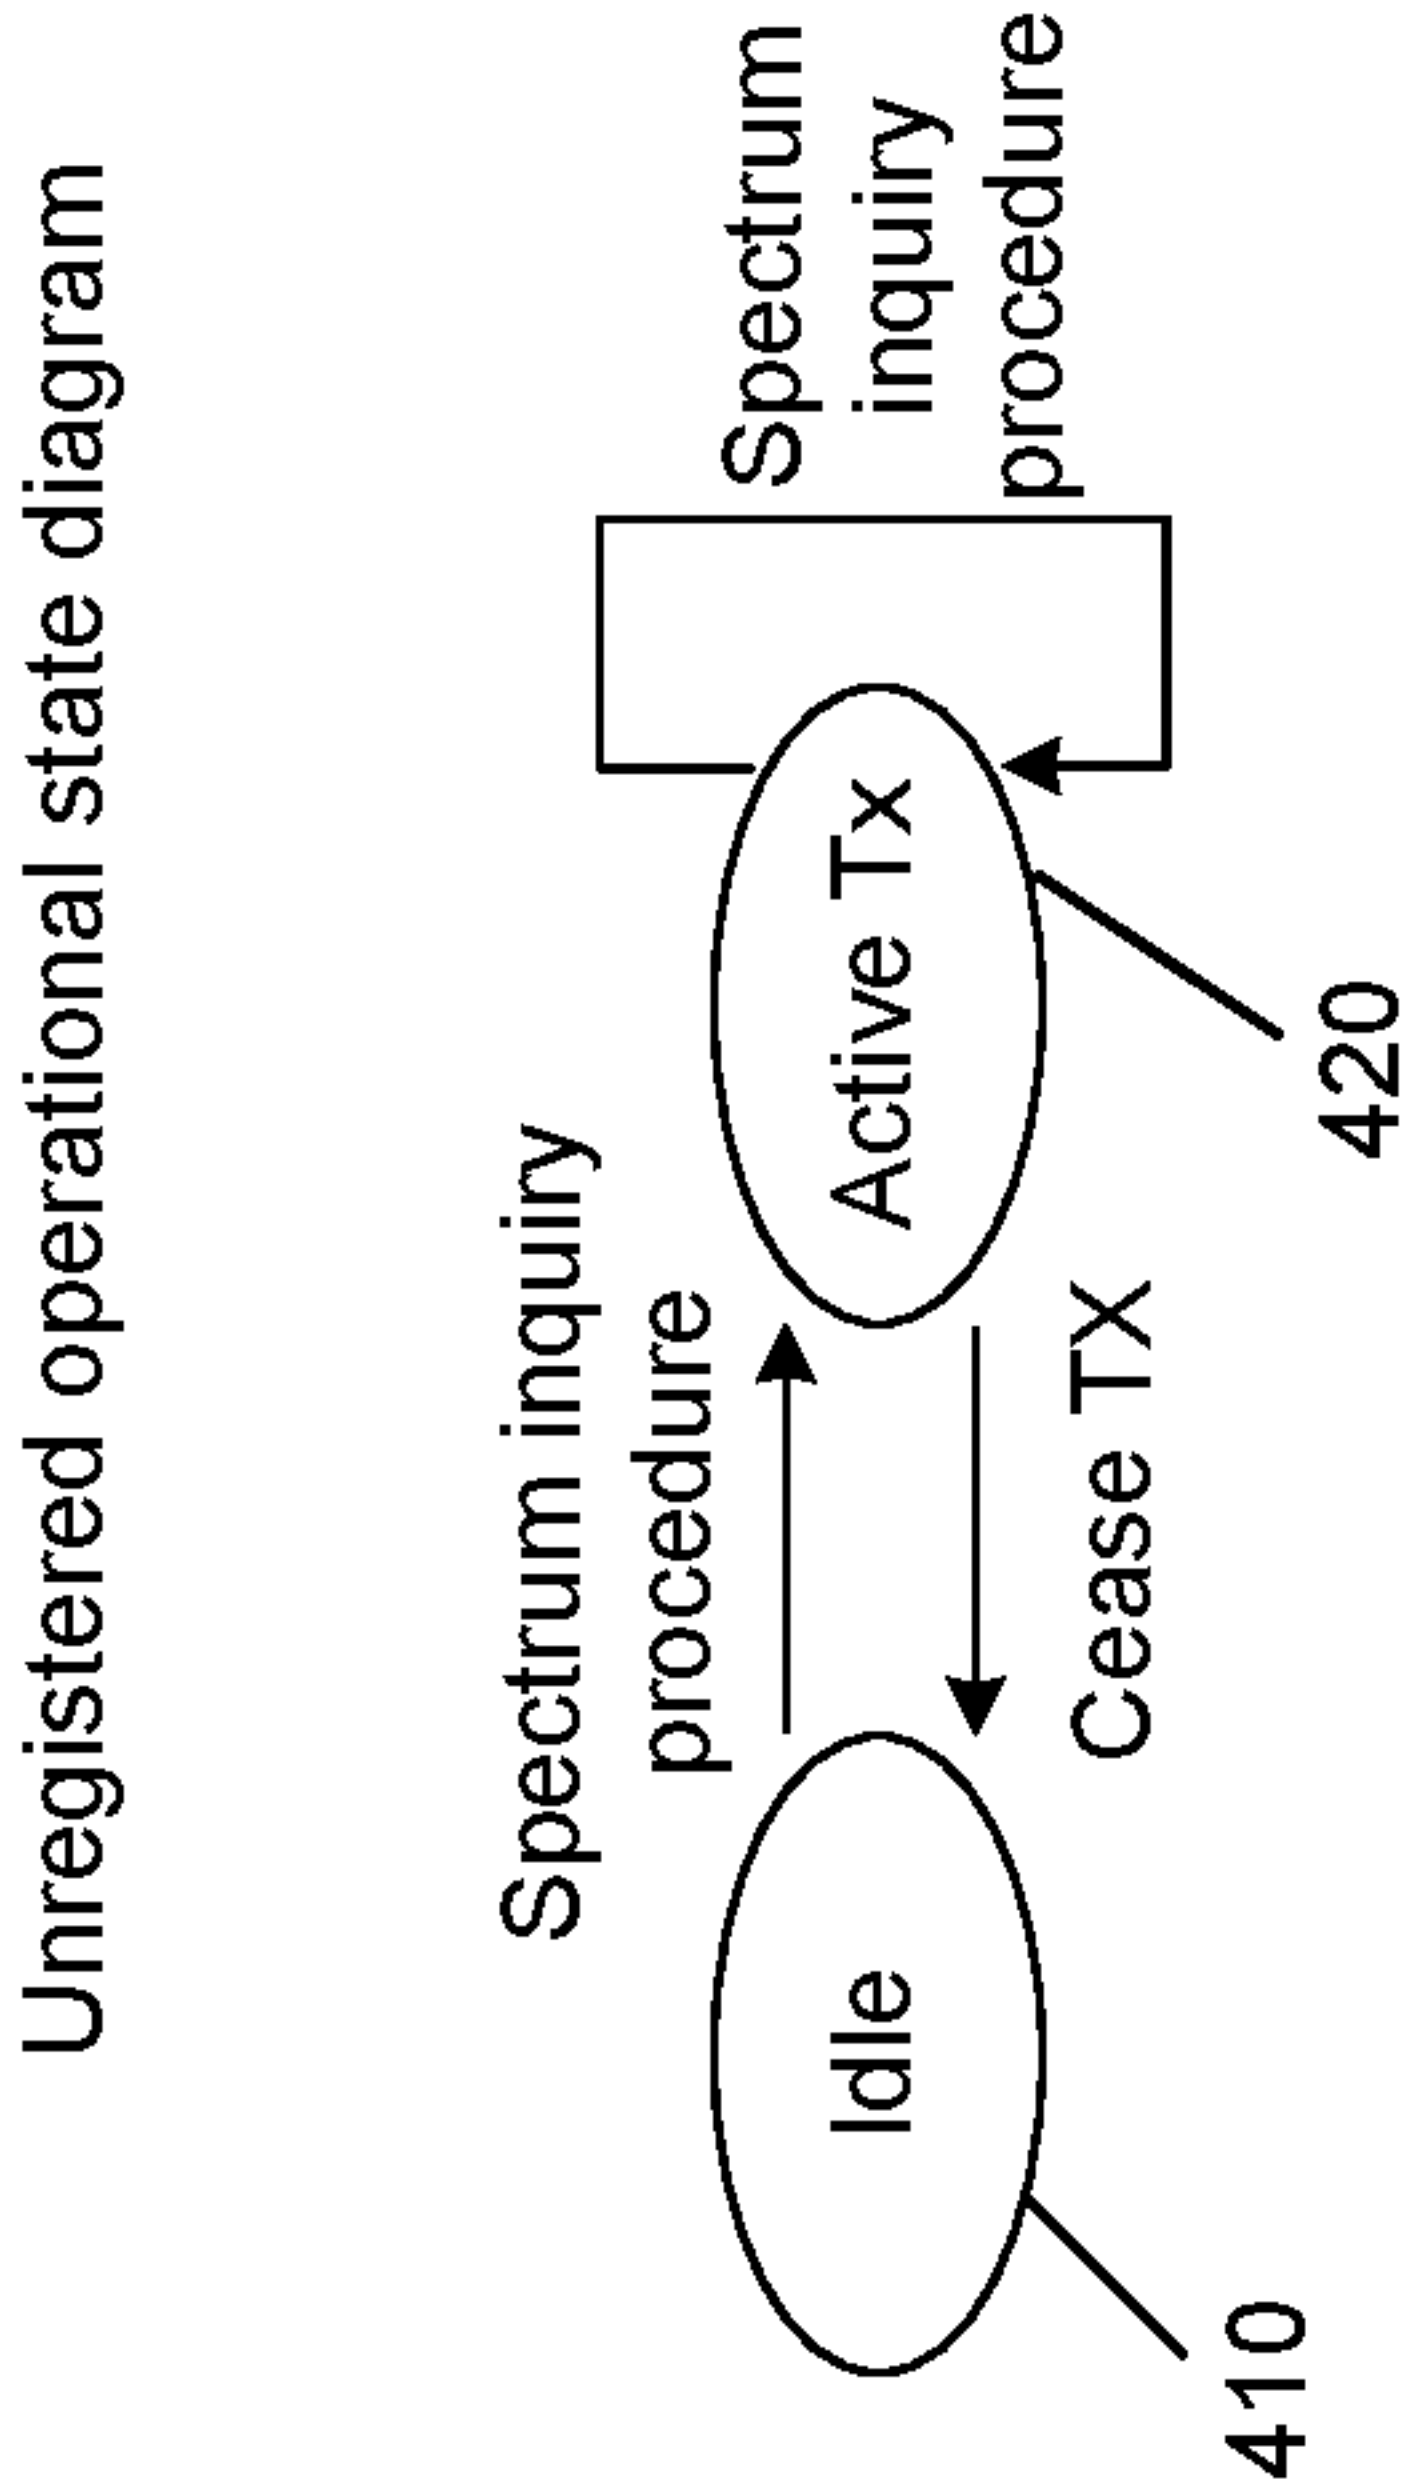 Unregistered operational state diagram
Spectrum inquiry
procedure
Spectrum
inquiry
procedure
Idle
Active Tx
Cease TX
410
420